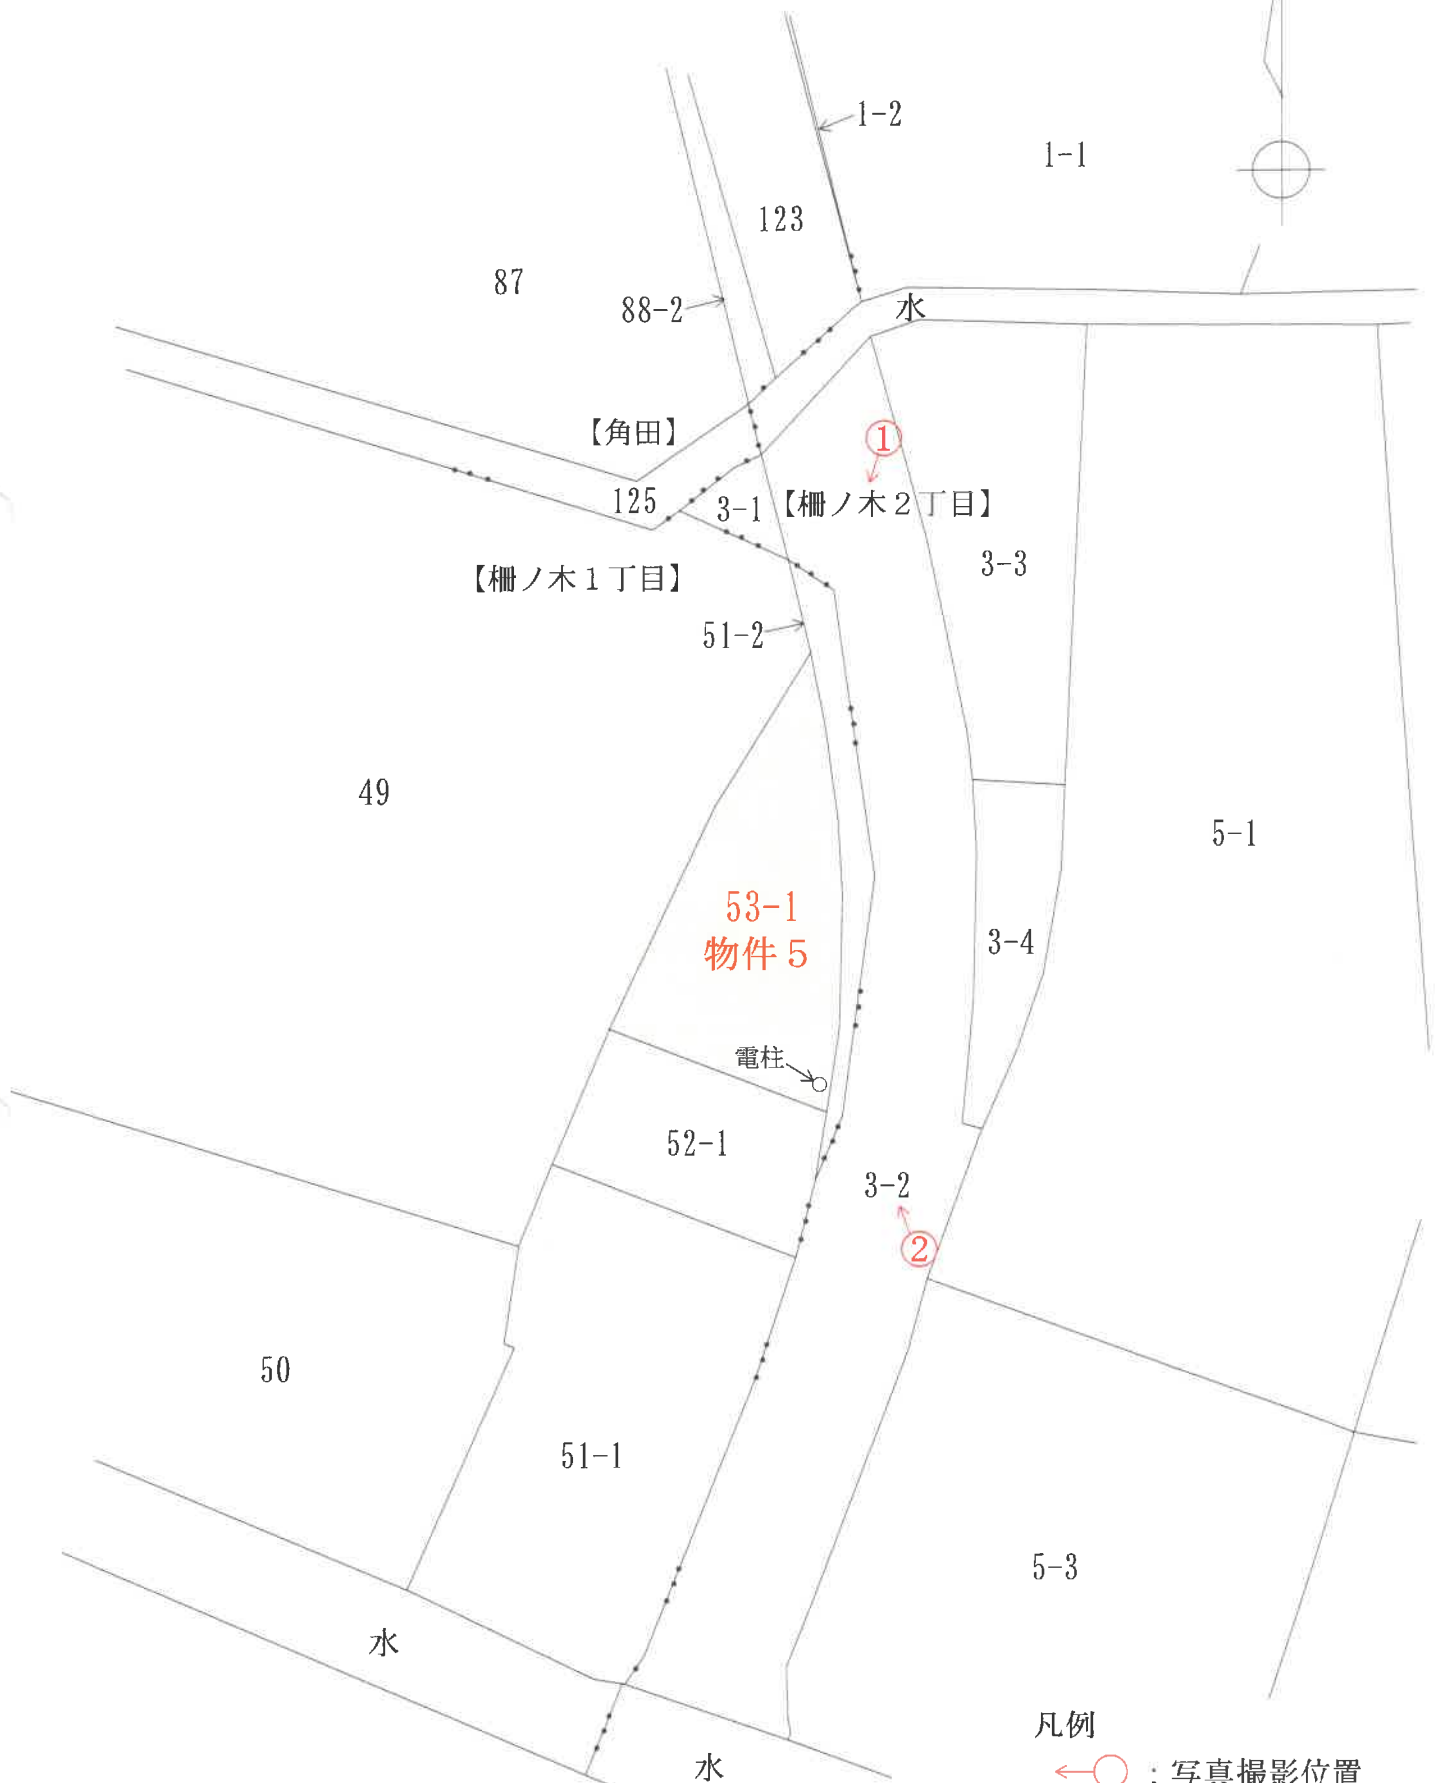 1-2
1-1
123
87
88-2
水
【角田】
①
125
3-1
【柵ノ木２丁目】
3-3
【柵ノ木１丁目】
51-2
49
5-1
53-1
物件５
3-4
電柱
52-1
3-2
②
50
51-1
5-3
水
凡例
水
：写真撮影位置